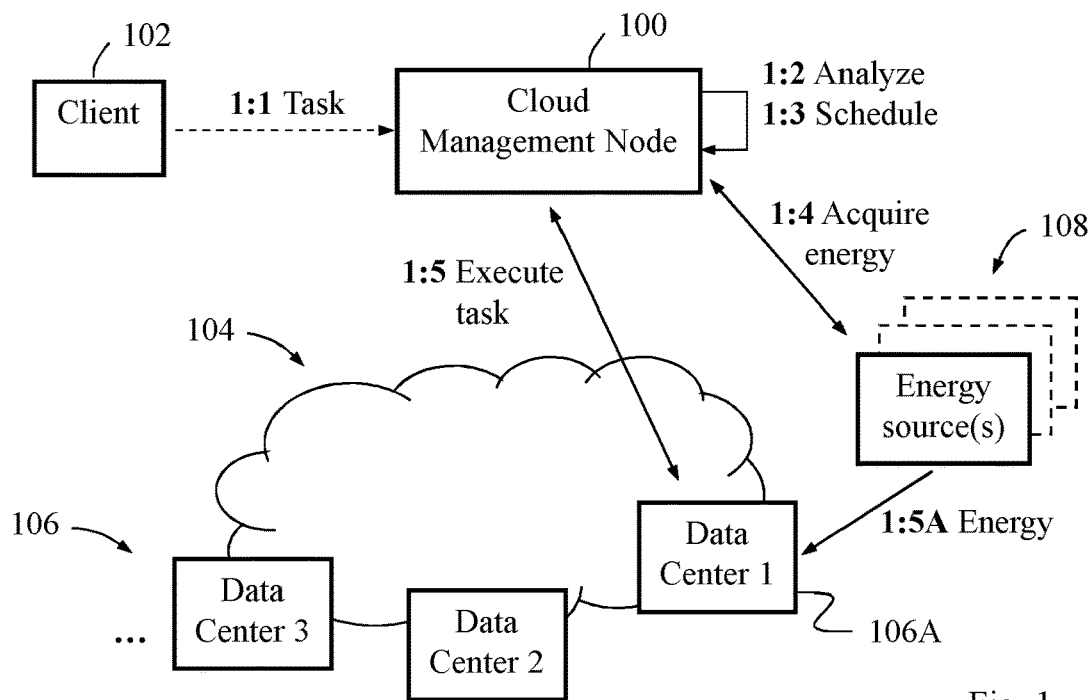 102
Client
1:1 Task
100
Cloud
Management Node
1:2 Analyze
1:3 Schedule
1:4 Acquire
energy
108
1:5 Execute
task
104
Energy
source(s)
106
Data
Center 1
1:5A Energy
Data
Center 3
Data
Center 2
106A
...
Fig. 1